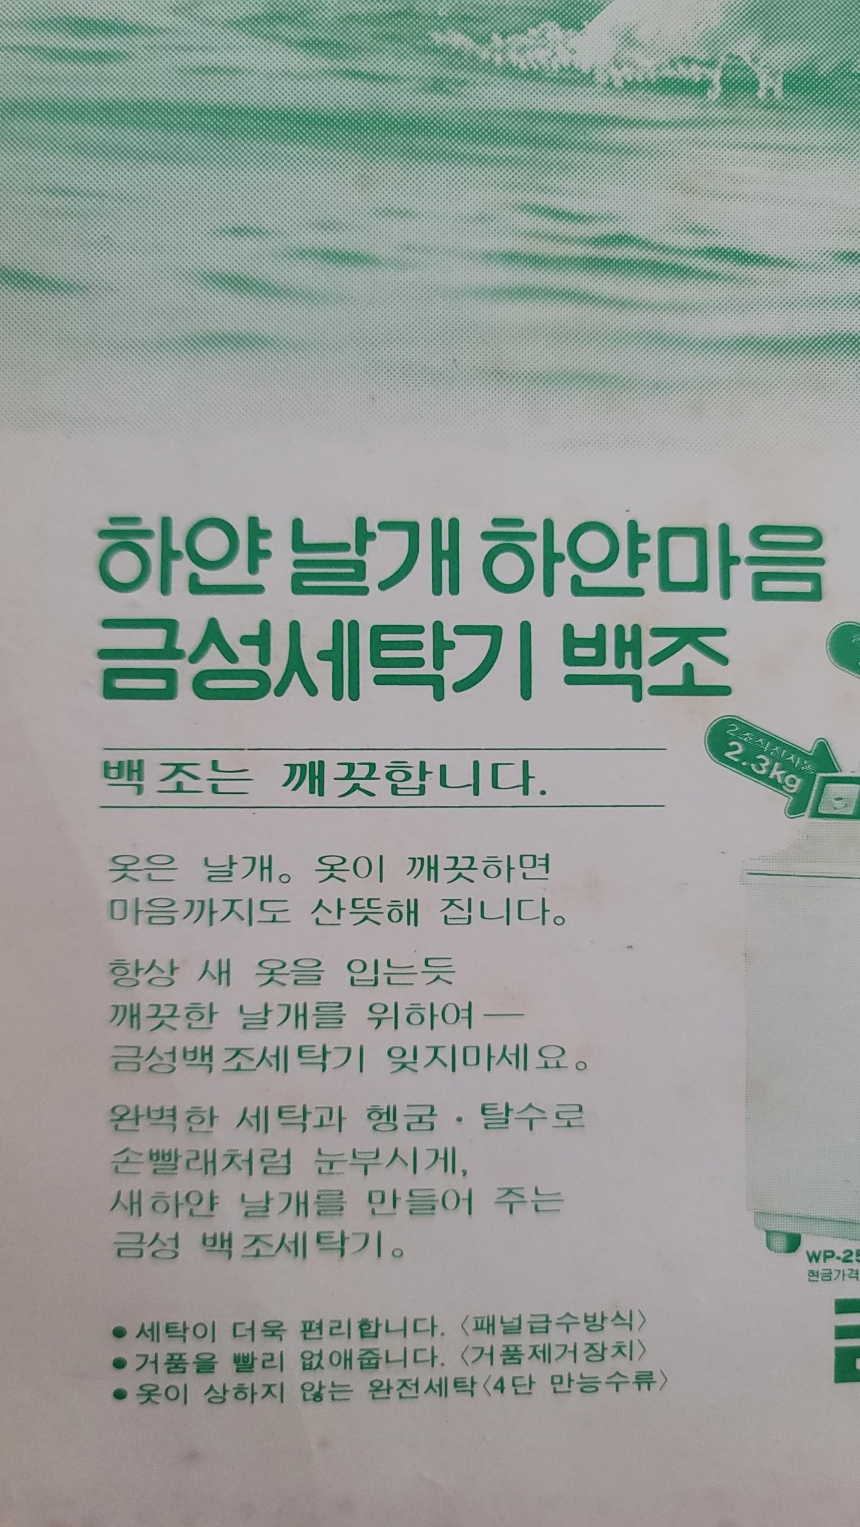 하얀 날개 하얀마음
금성세탁기 백조
2조식전자동
2.3kg
백조는 깨끗합니다.
옷은 날개。 옷이 깨끗하면
마음까지도 산뜻해 집니다。
항상 새 옷을 입는듯
깨끗한 날개를 위하여—
금성백조세탁기 잊지마세요。
완벽한 세탁과 헹굼·탈수로
손빨래처럼 눈부시게,
새하얀 날개를 만들어 주는
금성 백조세탁기。
WP-25
현금가격
●세탁이 더욱 편리합니다.〈패널급수방식〉
●거품을 빨리 없애줍니다.〈거품제거장치〉
●옷이 상하지 않는 완전세탁〈4단 만능수류〉